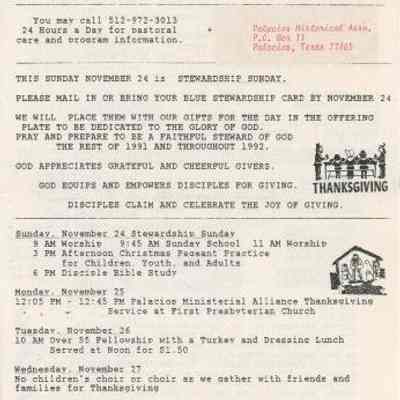 You may call 512-972-3013
24 Hours a Day for pastoral
care and program information.
Palacios Historical Assn.
P.O. Box 11
Palacios, Texas 77465
THIS SUNDAY NOVEMBER 24 is STEWARDSHIP SUNDAY.
PLEASE MAIL IN OR BRING YOUR BLUE STEWARDSHIP CARD BY NOVEMBER 24
WE WILL PLACE THEM WITH OUR GIFTS FOR THE DAY IN THE OFFERING
PLATE TO BE DEDICATED TO THE GLORY OF GOD.
PRAY AND PREPARE TO BE A FAITHFUL STEWARD OF GOD
THE REST OF 1991 AND THROUGHOUT 1992.
GOD APPRECIATES GRATEFUL AND CHEERFUL GIVERS.
GOD EQUIPS AND EMPOWERS DISCIPLES FOR GIVING.
THANKSGIVING
DISCIPLES CLAIM AND CELEBRATE THE JOY OF GIVING.
Sunday, November 24 Stewardship Sunday
9 AM Worship 9:45 AM Sunday School 11 AM Worship
3 PM Afternoon Christmas Pageant Practice
for Children, Youth, and Adults
6 PM Disciple Bible Study
Monday, November 25
12:05 PM - 12:45 PM Palacios Ministerial Alliance Thanksgiving
Service at First Presbyterian Church
Tuesday, November 26
10 AM Over 55 Fellowship with a Turkey and Dressing Lunch
Served at Noon for $1.50
Wednesday, November 27
No children's choir or choir as we gather with friends and
families for Thanksgiving